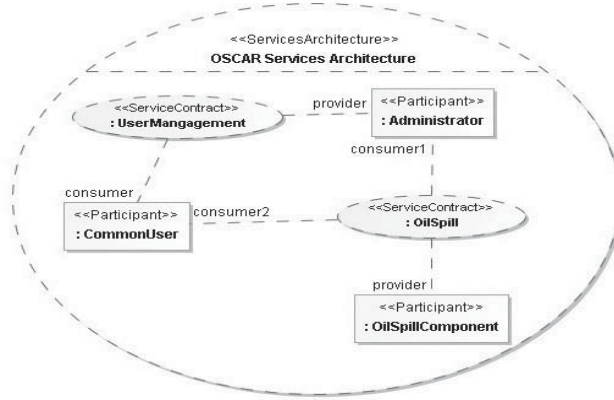 <<ServicesArchitecture>>
OSCAR Services Architecture
<<ServiceContract>>
: UserMangagement
provider
<<Participant>>
: Administrator
consumer1
consumer
<<Participant>>
: CommonUser
consumer2
<<ServiceContract>>
: OilSpill
provider
<<Participant>>
: OilSpillComponent